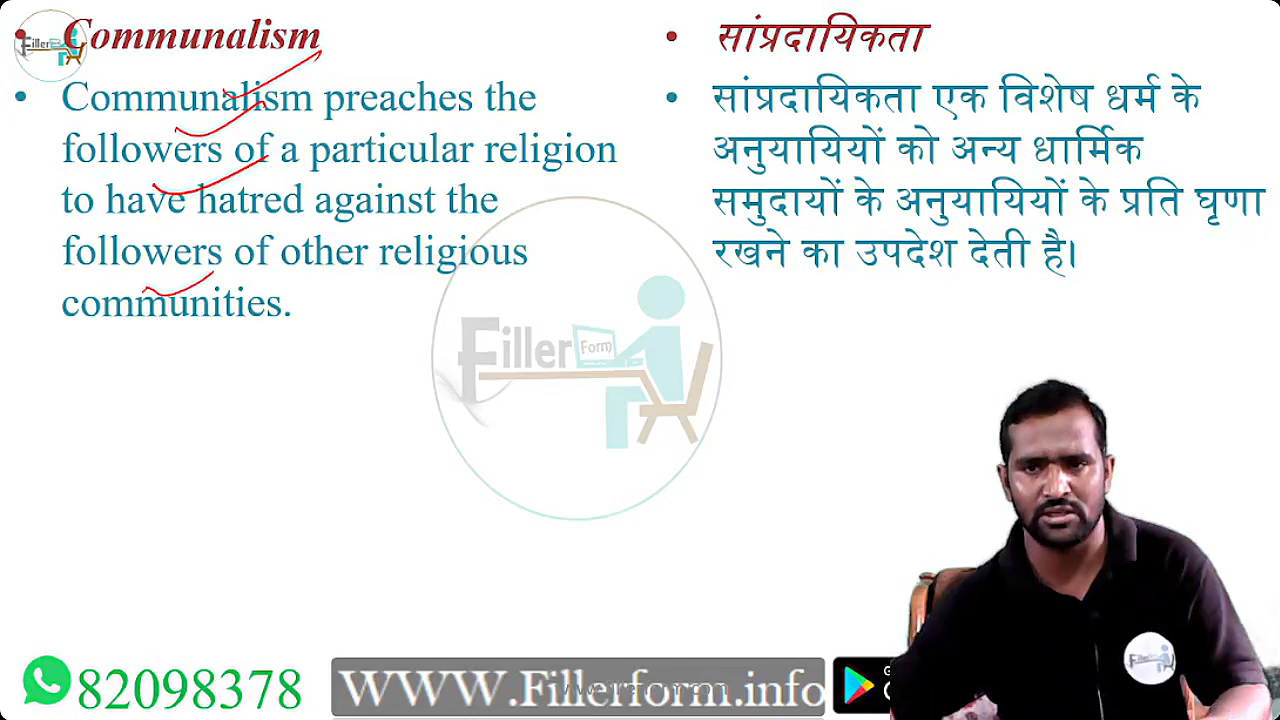 Communalism
Communalism preaches the
followers of a particular religion
to have hatred against the
followers of other religious
communities.
सांप्रदायिकता
सांप्रदायिकता एक विशेष धर्म के
अनुयायियों को अन्य धार्मिक
समुदायों के अनुयायियों के प्रति घृणा
रखने का उपदेश देती है।
Filler Form
82098378
WWW.Fillerform.info
Filler